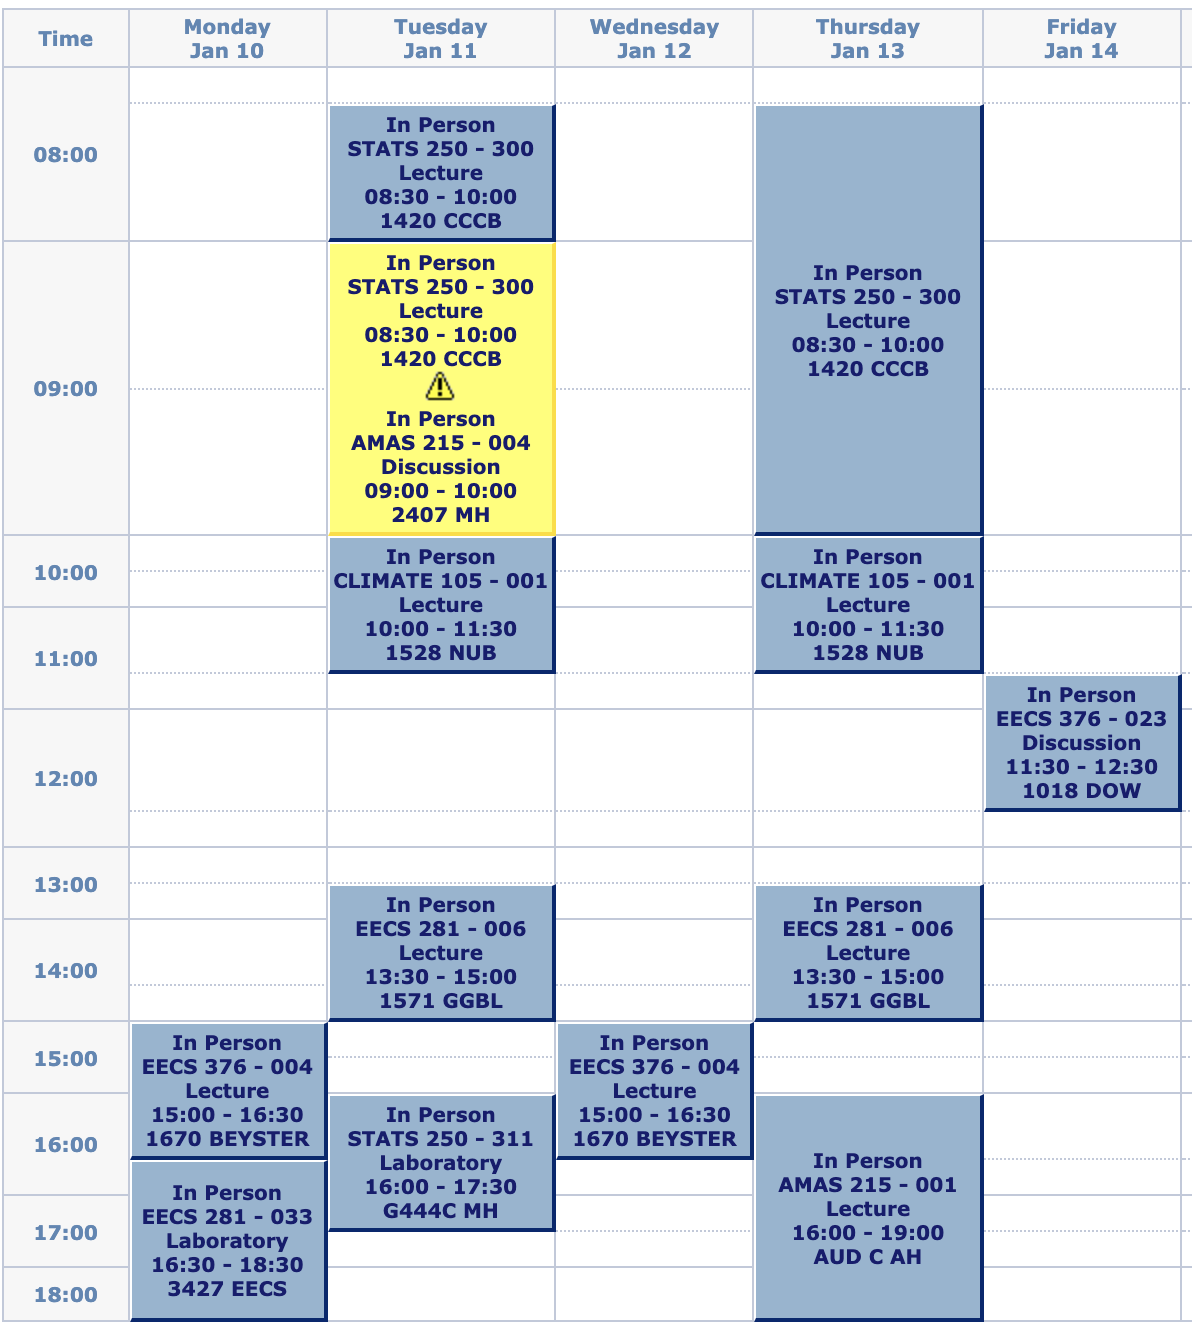 Time
Monday
Jan 10
Tuesday
Jan 11
Wednesday
Jan 12
Thursday
Jan 13
Friday
Jan 14
08:00
In Person
STATS 250 - 300
Lecture
08:30 - 10:00
1420 CCCB
In Person
STATS 250 - 300
Lecture
08:30 - 10:00
1420 CCCB
09:00
In Person
STATS 250 - 300
Lecture
08:30 - 10:00
1420 CCCB
In Person
AMAS 215 - 004
Discussion
09:00 - 10:00
2407 MH
10:00
In Person
CLIMATE 105 - 001
Lecture
10:00 - 11:30
1528 NUB
In Person
CLIMATE 105 - 001
Lecture
10:00 - 11:30
1528 NUB
11:00
In Person
EECS 376 - 023
Discussion
11:30 - 12:30
1018 DOW
12:00
13:00
In Person
EECS 281 - 006
Lecture
13:30 - 15:00
1571 GGBL
In Person
EECS 281 - 006
Lecture
13:30 - 15:00
1571 GGBL
14:00
15:00
In Person
EECS 376 - 004
Lecture
15:00 - 16:30
1670 BEYSTER
In Person
EECS 376 - 004
Lecture
15:00 - 16:30
1670 BEYSTER
16:00
In Person
STATS 250 - 311
Laboratory
16:00 - 17:30
G444C MH
In Person
AMAS 215 - 001
Lecture
16:00 - 19:00
AUD C AH
In Person
EECS 281 - 033
Laboratory
16:30 - 18:30
3427 EECS
17:00
18:00